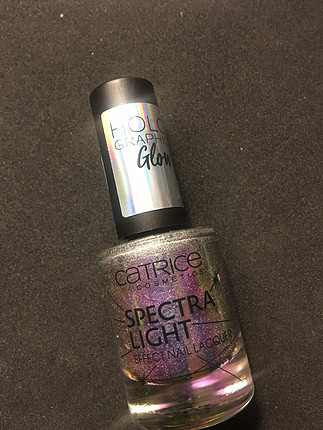 HOLO
GRAPHIC
Glow
CATRICE
COSMETICS
SPECTRA
LIGHT
EFFECT NAIL LACQUER